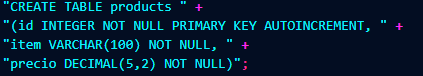 "CREATE TABLE products " +
"(id INTEGER NOT NULL PRIMARY KEY AUTOINCREMENT, " +
"item VARCHAR(100) NOT NULL, " +
"precio DECIMAL(5,2) NOT NULL)";